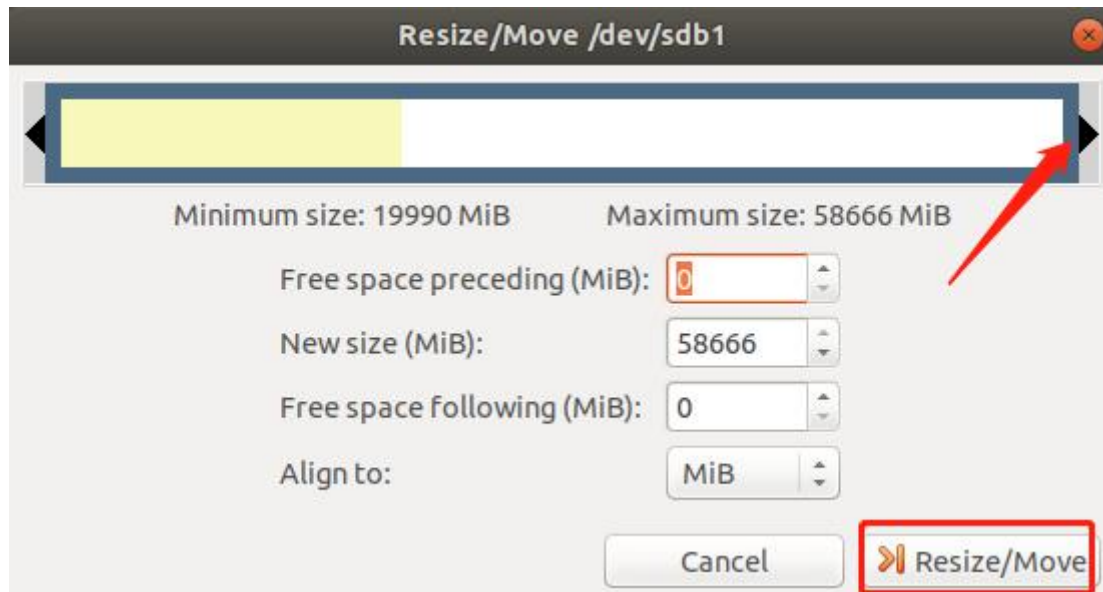 Resize/Move /dev/sdb1
Minimum size: 19990 MiB Maximum size: 58666 MiB
Free space preceding (MiB): 0
New size (MiB): 58666
Free space following (MiB): 0
Align to: MiB
Cancel Resize/Move